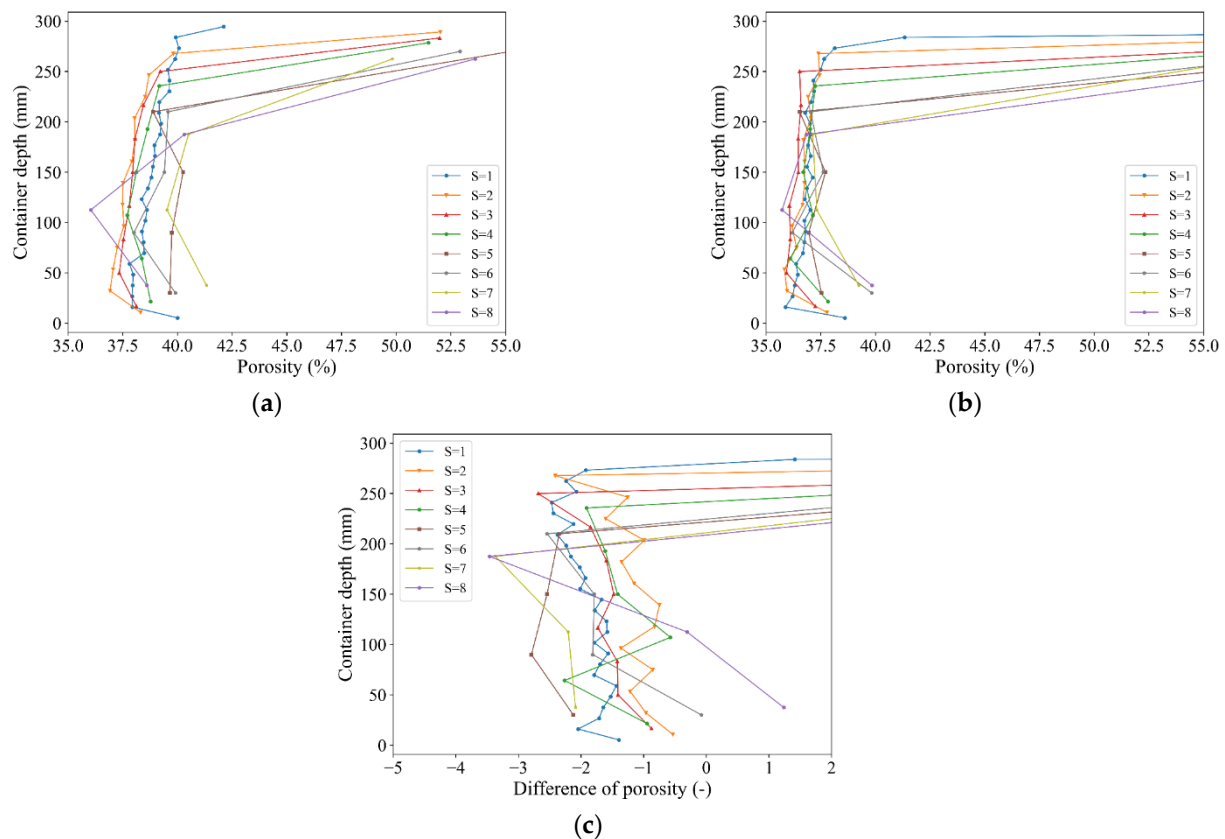 300
250
200
150
100
50
0
Container depth (mm)
S=1
S=2
S=3
S=4
S=5
S=6
S=7
S=8
35.0 37.5 40.0 42.5 45.0 47.5 50.0 52.5 55.0
Porosity (%)
(a)
300
250
200
150
100
50
0
Container depth (mm)
S=1
S=2
S=3
S=4
S=5
S=6
S=7
S=8
35.0 37.5 40.0 42.5 45.0 47.5 50.0 52.5 55.0
Porosity (%)
(b)
300
250
200
150
100
50
0
Container depth (mm)
S=1
S=2
S=3
S=4
S=5
S=6
S=7
S=8
−5 −4 −3 −2 −1 0 1 2
Difference of porosity (-)
(c)